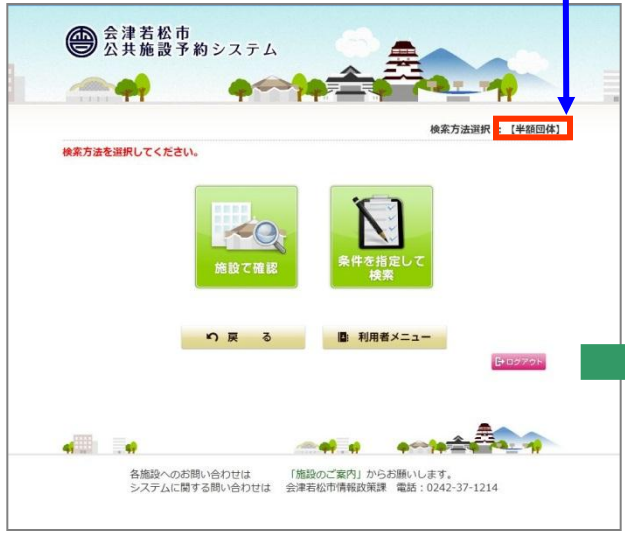 会津若松市
公共施設予約システム
検索方法選択 : 【半額団体】
検索方法を選択してください。
施設で確認
条件を指定して
検索
戻 る
利用者メニュー
ログアウト
各施設へのお問い合わせは 「施設のご案内」からお願いします。
システムに関する問い合わせは 会津若松市情報政策課 電話:0242-37-1214